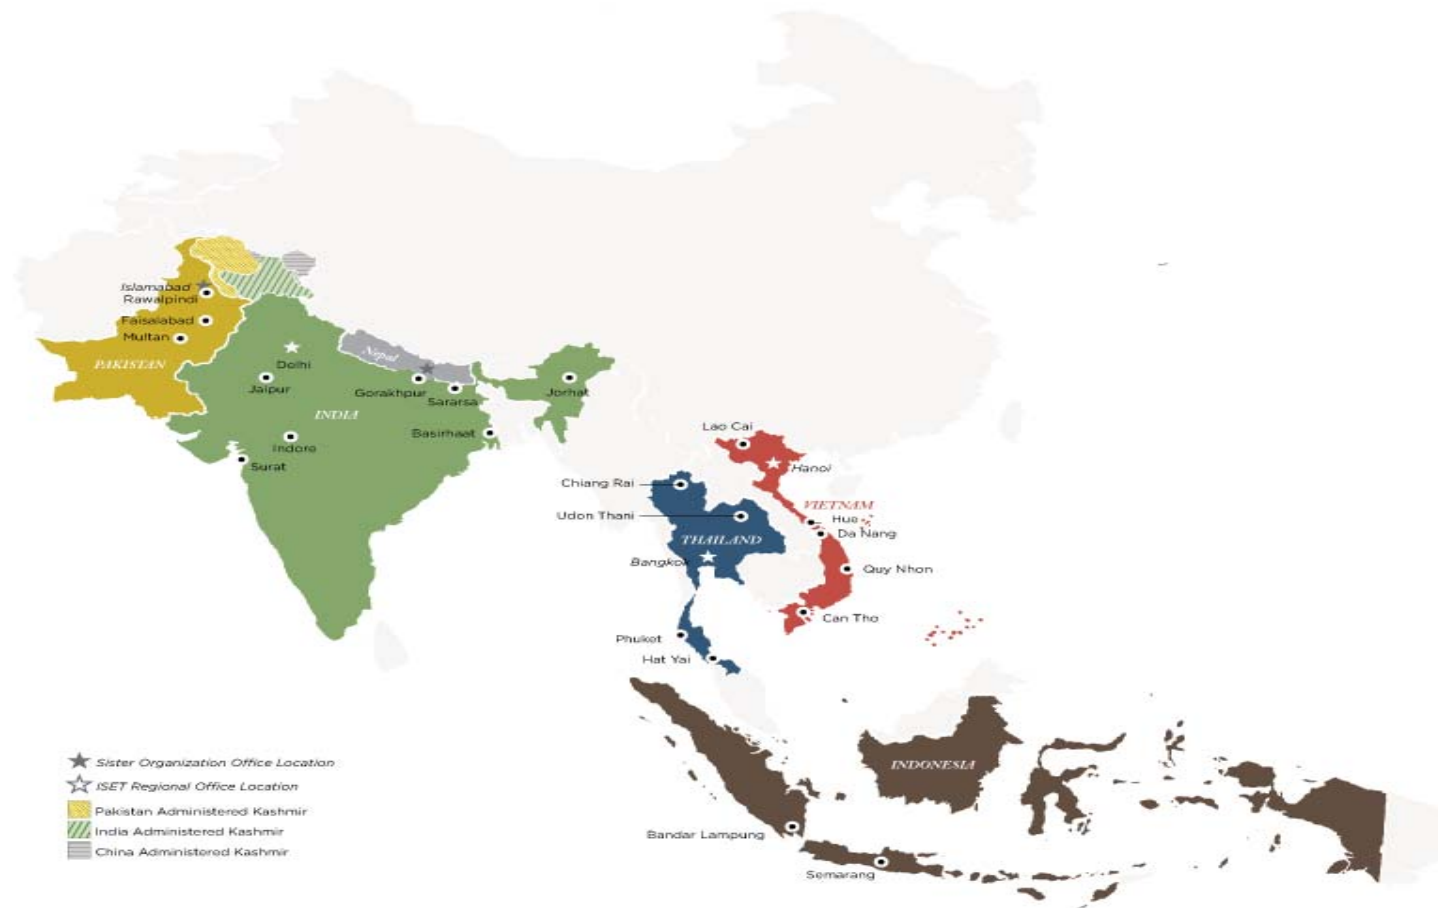 Islamabad
Rawalpindi
Faisalabad
Multan
PAKISTAN
Delhi
Jaipur
Nepal
Gorakhpur
Sararsa
Jorhat
INDIA
Basirhaat
Indore
Surat
Lao Cai
Hanoi
Chiang Rai
VIETNAM
Udon Thani
Hue
Da Nang
THAILAND
Bangkok
Quy Nhon
Can Tho
Phuket
Hat Yai
INDONESIA
Bandar Lampung
Semarang
Sister Organization Office Location
ISET Regional Office Location
Pakistan Administered Kashmir
India Administered Kashmir
China Administered Kashmir